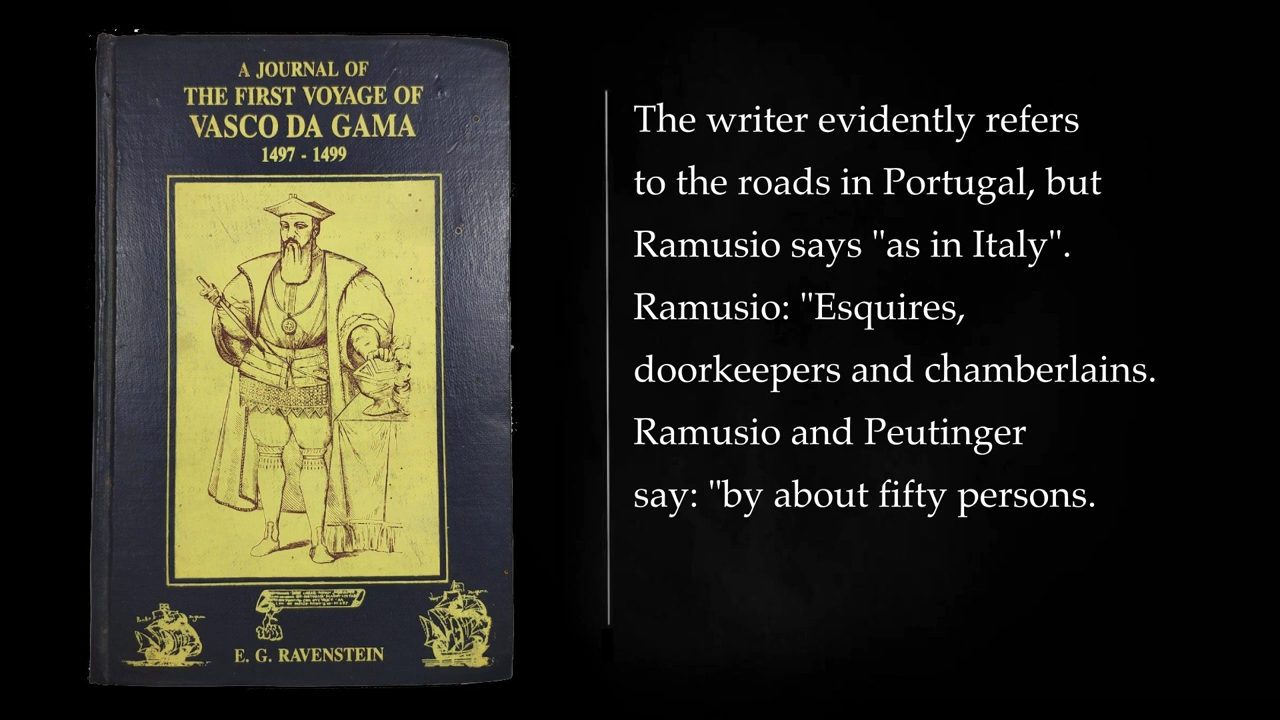 A JOURNAL OF
THE FIRST VOYAGE OF
VASCO DA GAMA
1497 - 1499
E. G. RAVENSTEIN
The writer evidently refers
to the roads in Portugal, but
Ramusio says "as in Italy".
Ramusio: "Esquires,
doorkeepers and chamberlains.
Ramusio and Peutinger
say: "by about fifty persons.